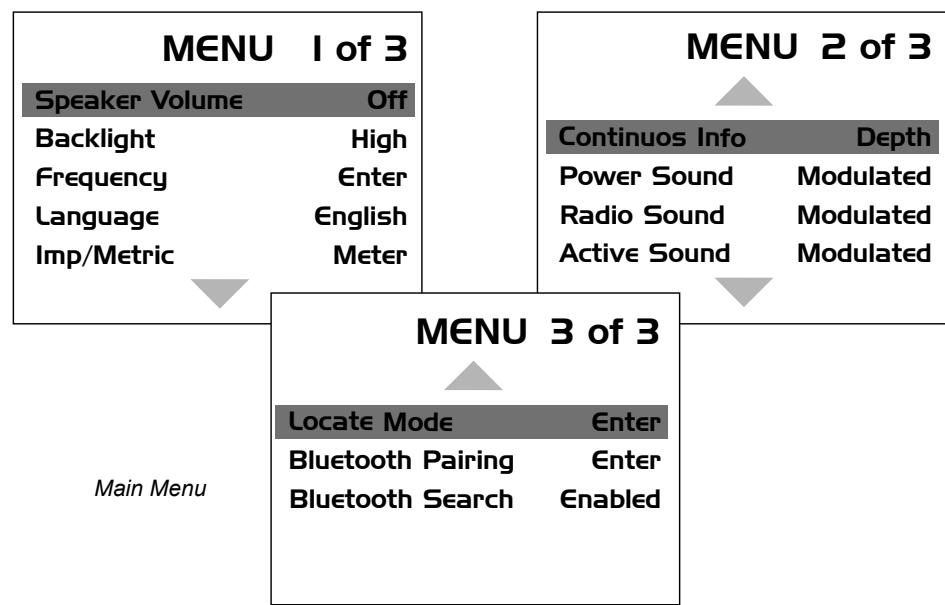 MENU 1 of 3
Speaker Volume Off
Backlight High
Frequency Enter
Language English
Imp/Metric Meter
MENU 2 of 3
Continuos Info Depth
Power Sound Modulated
Radio Sound Modulated
Active Sound Modulated
MENU 3 of 3
Locate Mode Enter
Bluetooth Pairing Enter
Bluetooth Search Enabled
Main Menu